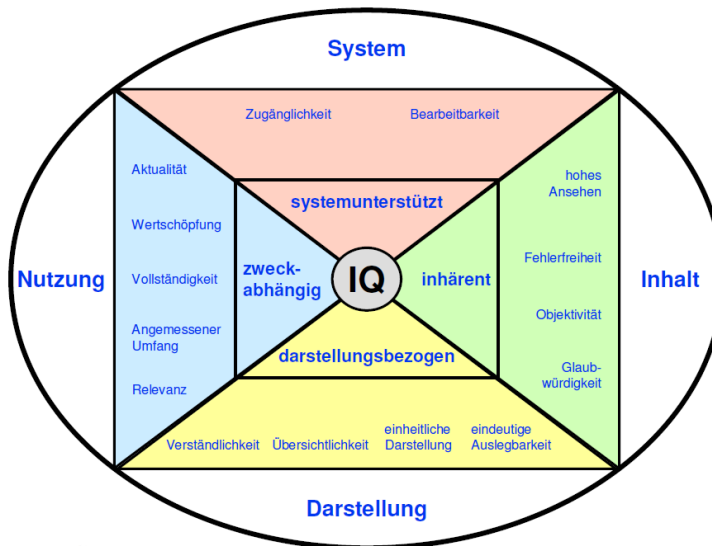 System
Zugänglichkeit
Bearbeitbarkeit
Aktualität
Wertschöpfung
Vollständigkeit
Angemessener
Umfang
Relevanz
hohes
Ansehen
Fehlerfreiheit
Objektivität
Glaub-
würdigkeit
systemunterstützt
Nutzung
zweck-
abhängig
IQ
inhärent
Inhalt
darstellungsbezogen
Verständlichkeit
Übersichtlichkeit
einheitliche
Darstellung
eindeutige
Auslegbarkeit
Darstellung